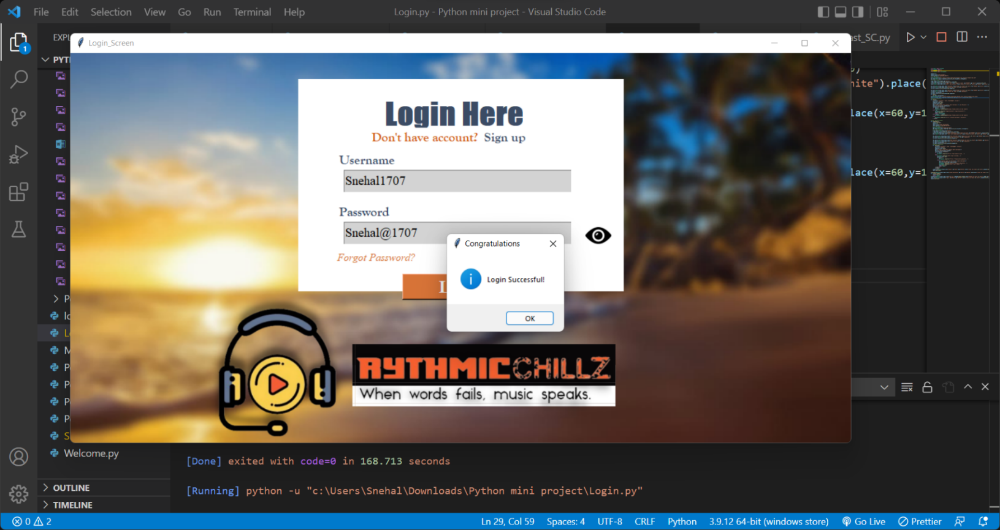 File Edit Selection View Go Run Terminal Help
Login.py - Python mini project - Visual Studio Code
Login_Screen
ast_SC.py
1
nite").place(
lace(x=60,y=1
lace(x=60,y=1
Login Here
Don't have account? Sign up
Username
Snehal1707
Password
Snehal@1707
Forgot Password?
Congratulations
Login Successful!
OK
RYTHMICCHILLZ
When words fails, music speaks.
Welcome.py
OUTLINE
TIMELINE
[Done] exited with code=0 in 168.713 seconds
[Running] python -u "c:\Users\Snehal\Downloads\Python mini project\Login.py"
0 2
Ln 29, Col 59 Spaces: 4 UTF-8 CRLF Python 3.9.12 64-bit (windows store) Go Live Prettier